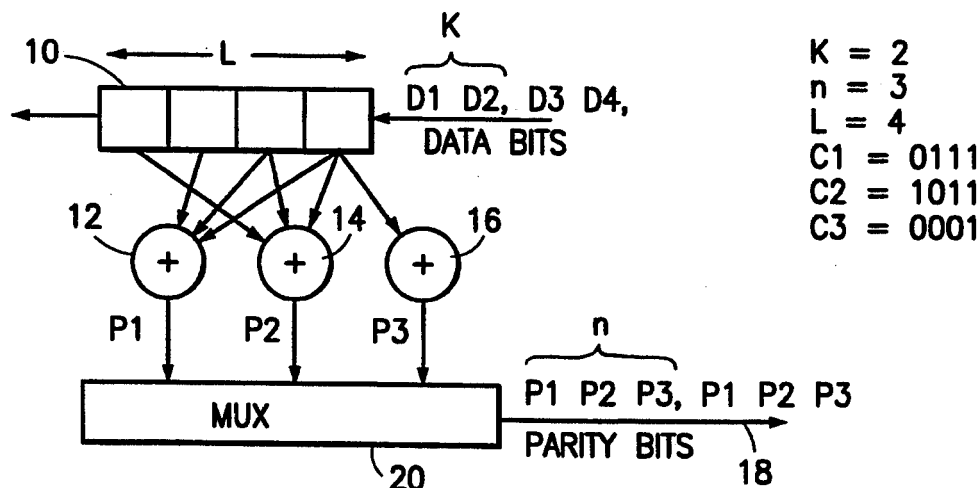 10
L
K
D1 D2, D3 D4,
DATA BITS
K = 2
n = 3
L = 4
C1 = 0111
C2 = 1011
C3 = 0001
12
+
14
+
16
+
P1
P2
P3
n
P1 P2 P3, P1 P2 P3
MUX
PARITY BITS
20
18